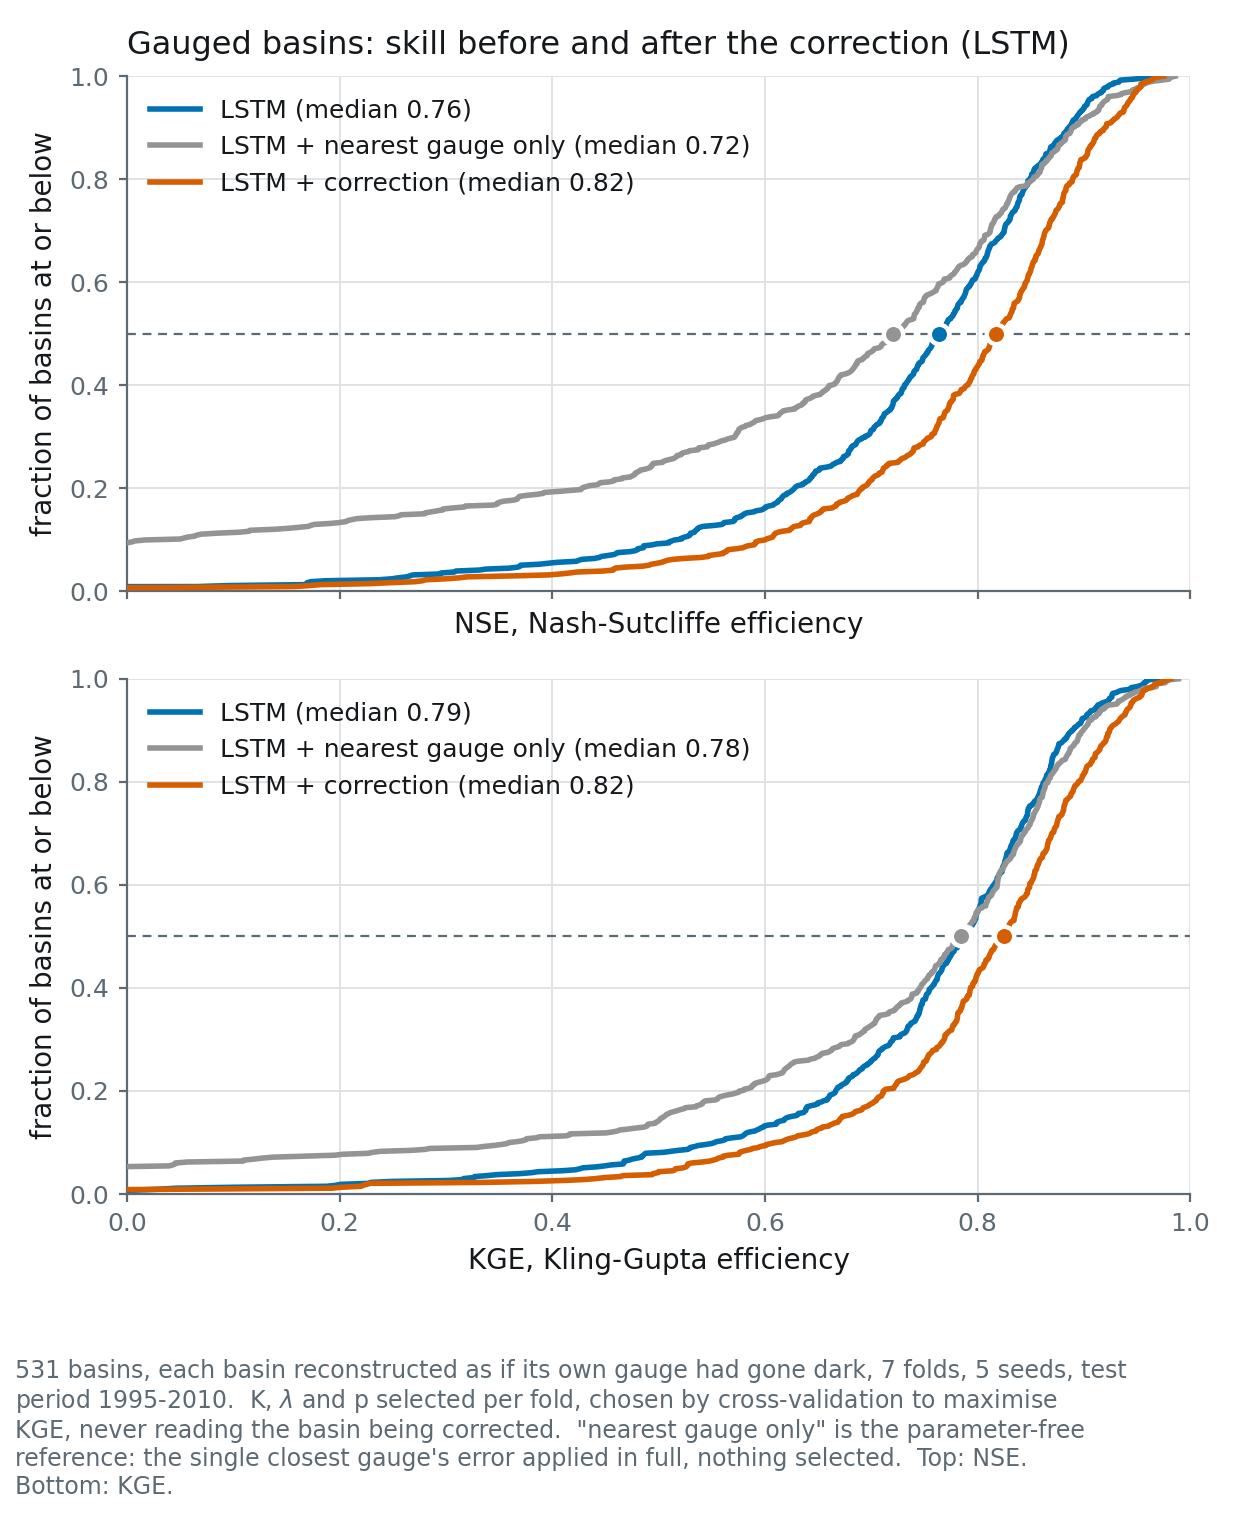 Gauged basins: skill before and after the correction (LSTM)
1.0
0.8
0.6
0.4
0.2
0.0
fraction of basins at or below
LSTM (median 0.76)
LSTM + nearest gauge only (median 0.72)
LSTM + correction (median 0.82)
NSE, Nash-Sutcliffe efficiency
1.0
0.8
0.6
0.4
0.2
0.0
fraction of basins at or below
LSTM (median 0.79)
LSTM + nearest gauge only (median 0.78)
LSTM + correction (median 0.82)
0.0 0.2 0.4 0.6 0.8 1.0
KGE, Kling-Gupta efficiency
531 basins, each basin reconstructed as if its own gauge had gone dark, 7 folds, 5 seeds, test
period 1995-2010.  K, λ and p selected per fold, chosen by cross-validation to maximise
KGE, never reading the basin being corrected.  "nearest gauge only" is the parameter-free
reference: the single closest gauge's error applied in full, nothing selected.  Top: NSE.
Bottom: KGE.